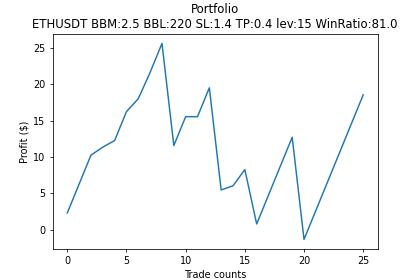 Portfolio
ETHUSDT BBM:2.5 BBL:220 SL:1.4 TP:0.4 lev:15 WinRatio:81.0
25
20
15
10
5
0
Profit ($)
0 5 10 15 20 25
Trade counts